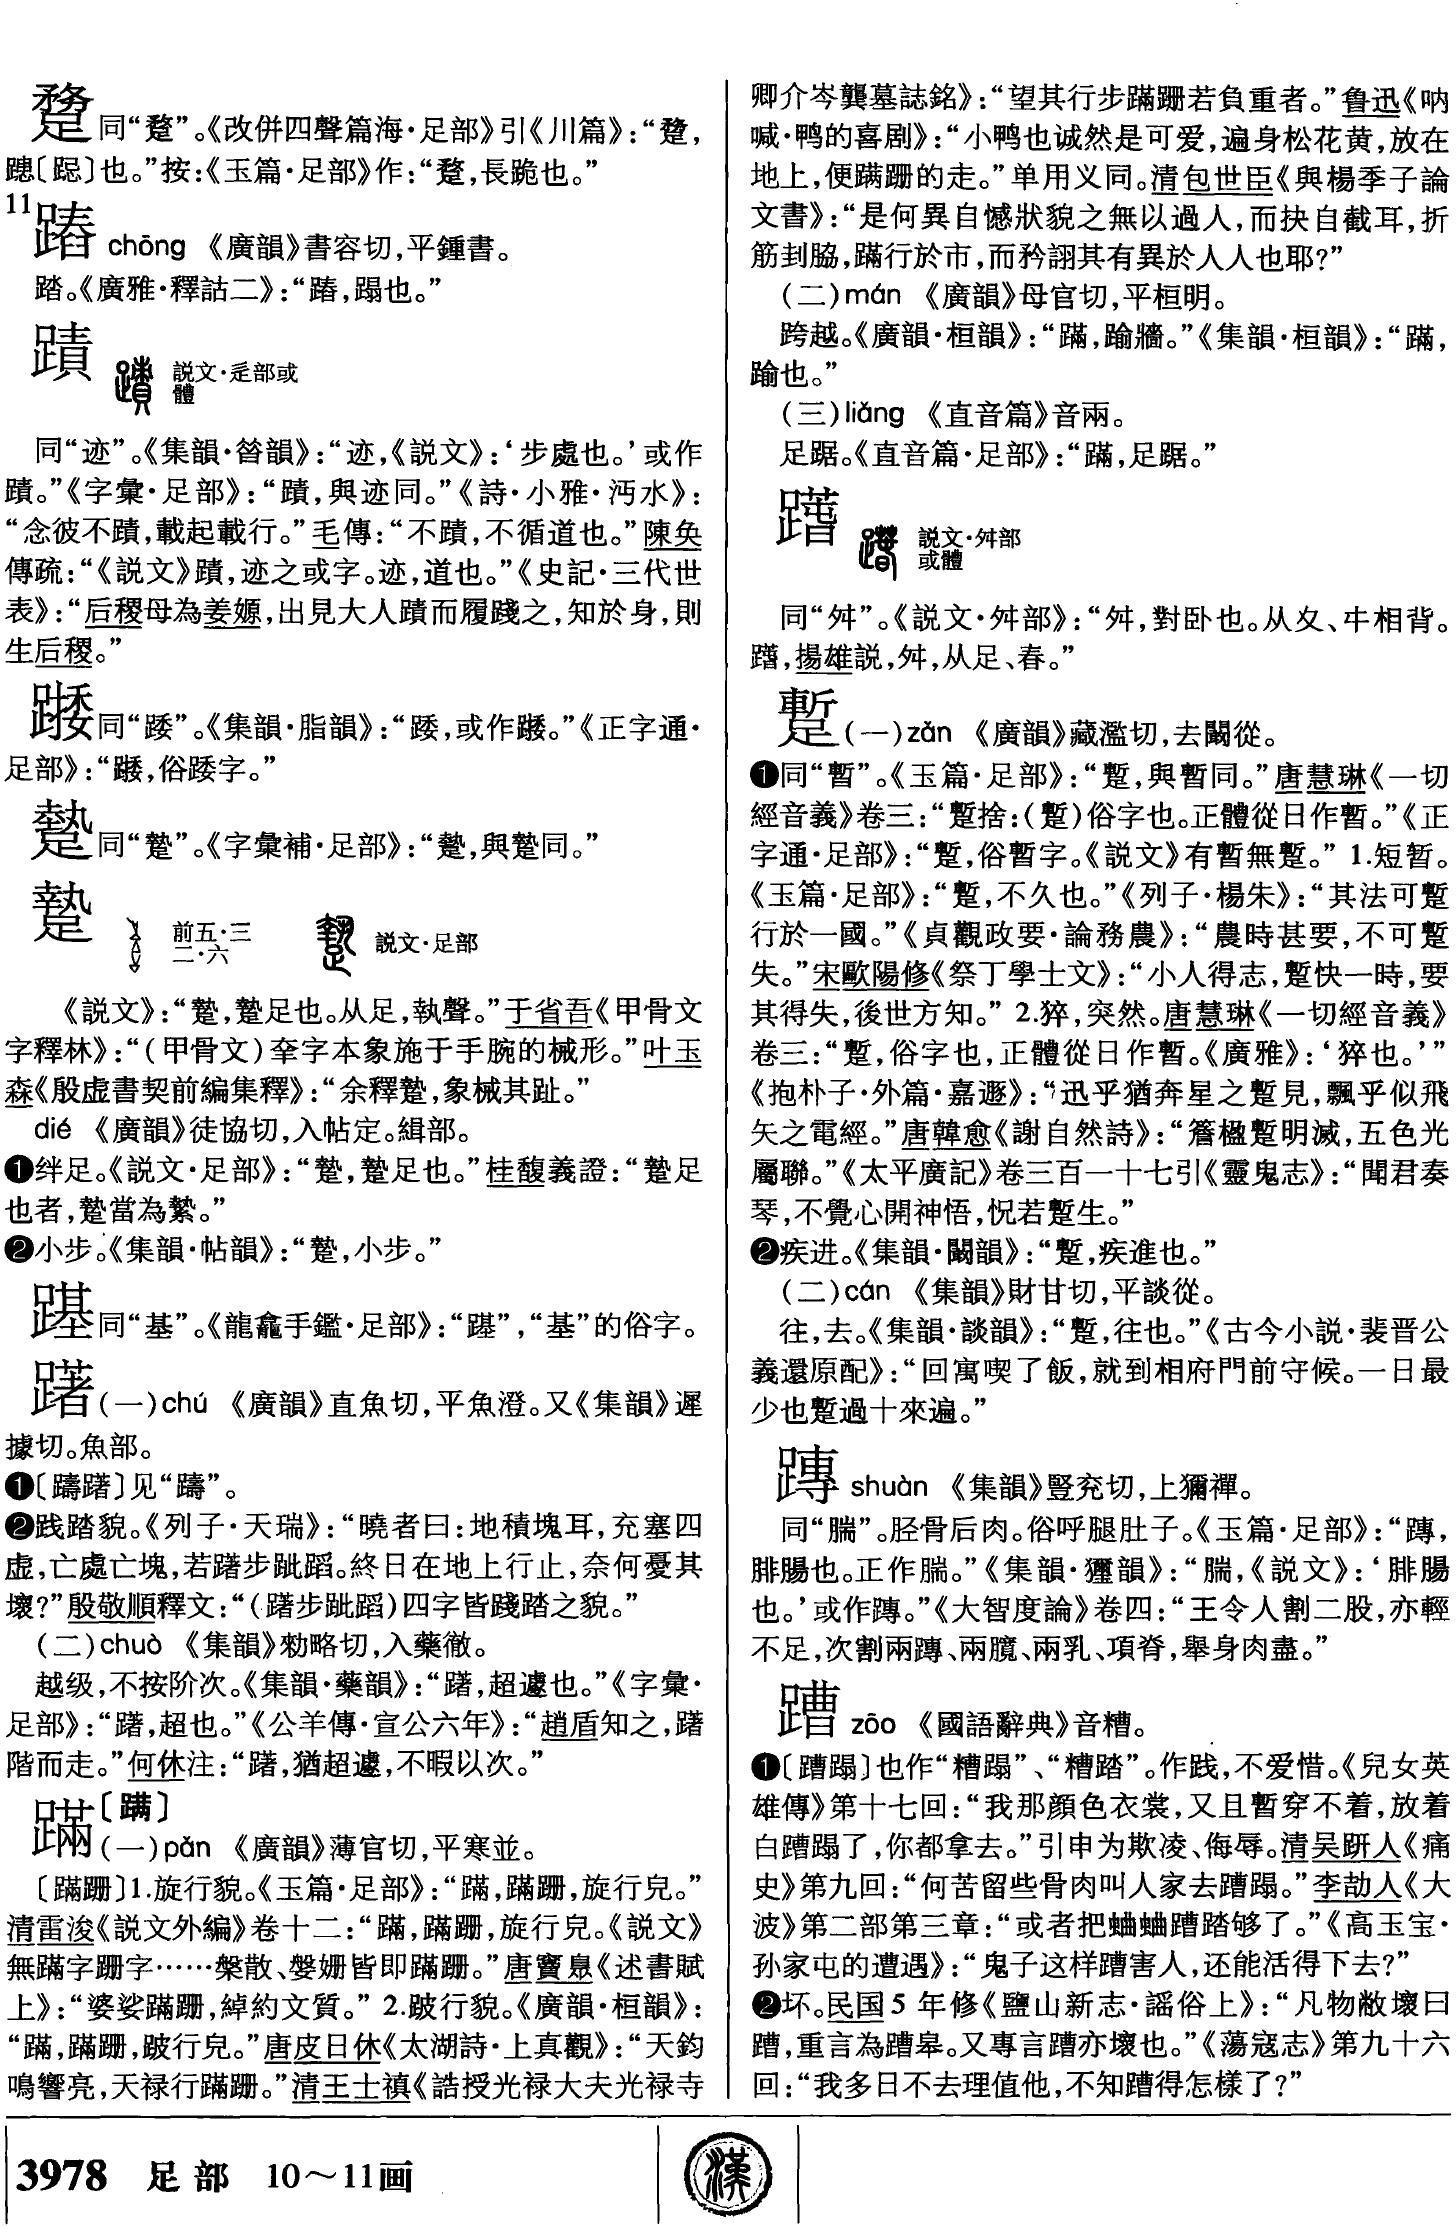 同“蹔”。《改併四聲篇海·足部》引《川篇》：“
也。”按：《玉篇·足部》作：“，長跪也。”
11
蹖 chōng 《廣韻》書容切，平鍾書。
踏。《廣雅·釋詁二》：“蹖，蹋也。”
蹟 説文·辵部或
體
同“迹”。《集韻·昝韻》：“迹，《説文》：‘步處也。’或作
蹟。”《字彙·足部》：“蹟，與迹同。”《詩·小雅·沔水》：
“念彼不蹟，載起載行。”毛傳：“不蹟，不循道也。”陳奂
傳疏：“《説文》蹟，迹之或字。迹，道也。”《史記·三代世
表》：“后稷母為姜嫄，出見大人蹟而履踐之，知於身，則
生后稷。”
同“踒”。《集韻·脂韻》：“踒，或作。”《正字通·
足部》：“，俗踒字。”
同“蟄”。《字彙補·足部》：“，與同。”
前五·三
二·六 説文·足部
《説文》：“，足也。从足，執聲。”于省吾《甲骨文
字釋林》：“（甲骨文）㚔字本象施于手腕的械形。”叶玉
森《殷虚書契前編集釋》：“余釋，象械其趾。”
dié 《廣韻》徒協切，入帖定。緝部。
❶绊足。《説文·足部》：“，足也。”桂馥義證：“足
也者，當為縶。”
❷小步。《集韻·帖韻》：“，小步。”
同“基”。《龍龕手鑑·足部》：“”，“基”的俗字。
躇（一）chú 《廣韻》直魚切，平魚澄。又《集韻》遲
據切。魚部。
❶〔躊躇〕见“躊”。
❷践踏貌。《列子·天瑞》：“曉者曰：地積塊耳，充塞四
虚，亡處亡塊，若躇步跐蹈。終日在地上行止，奈何憂其
壞？”殷敬順釋文：“（躇步跐蹈）四字皆踐踏之貌。”
（二）chuò 《集韻》勑略切，入藥徹。
越级，不按阶次。《集韻·藥韻》：“躇，超遽也。”《字彙·
足部》：“躇，超也。”《公羊傳·宣公六年》：“趙盾知之，躇
階而走。”何休注：“躇，猶超遽，不暇以次。”
蹣〔蹒〕
（一）pán 《廣韻》薄官切，平寒並。
〔蹣跚〕1.旋行貌。《玉篇·足部》：“蹣，蹣跚，旋行皃。”
清雷浚《説文外編》卷十二：“蹣，蹣跚，旋行皃。《説文》
無蹣字跚字……槃散、媻姗皆即蹣跚。”唐竇臮《述書賦
上》：“婆娑蹣跚，綽約文質。” 2.跛行貌。《廣韻·桓韻》：
“蹣，蹣跚，跛行皃。”唐皮日休《太湖詩·上真觀》：“天鈞
鳴響亮，天禄行蹣跚。”清王士禛《誥授光禄大夫光禄寺
卿介岑龔墓誌銘》：“望其行步蹣跚若負重者。”鲁迅《呐
喊·鸭的喜剧》：“小鸭也诚然是可爱，遍身松花黄，放在
地上，便蹒跚的走。”单用义同。清包世臣《與楊季子論
文書》：“是何異自憾狀貌之無以過人，而抉自截耳，折
筋刲脇，蹣行於市，而矜詡其有異於人人也耶？”
（二）mán 《廣韻》母官切，平桓明。
跨越。《廣韻·桓韻》：“蹣，踰牆。”《集韻·桓韻》：“蹣，
踰也。”
（三）liǎng 《直音篇》音兩。
足踞。《直音篇·足部》：“蹣，足踞。”
説文·舛部
或體
同“舛”。《説文·舛部》：“舛，對卧也。从夊、㐄相背。
，揚雄説，舛，从足、春。”
蹔（一）zǎn 《廣韻》藏濫切，去闞從。
❶同“暫”。《玉篇·足部》：“蹔，與暫同。”唐慧琳《一切
經音義》卷三：“蹔捨：（蹔）俗字也。正體從日作暫。”《正
字通·足部》：“蹔，俗暫字。《説文》有暫無蹔。” 1.短暂。
《玉篇·足部》：“蹔，不久也。”《列子·楊朱》：“其法可蹔
行於一國。”《貞觀政要·論務農》：“農時甚要，不可蹔
失。”宋歐陽修《祭丁學士文》：“小人得志，蹔快一時，要
其得失，後世方知。” 2.猝，突然。唐慧琳《一切經音義》
卷三：“蹔，俗字也，正體從日作暫。《廣雅》：‘猝也。’”
《抱朴子·外篇·嘉遯》：“迅乎猶奔星之蹔見，飄乎似飛
矢之電經。”唐韓愈《謝自然詩》：“簷楹蹔明滅，五色光
屬聯。”《太平廣記》卷三百一十七引《靈鬼志》：“聞君奏
琴，不覺心開神悟，怳若蹔生。”
❷疾进。《集韻·闞韻》：“蹔，疾進也。”
（二）cán 《集韻》財甘切，平談從。
往，去。《集韻·談韻》：“蹔，往也。”《古今小説·裴晋公
義還原配》：“回寓喫了飯，就到相府門前守候。一日最
少也蹔過十來遍。”
shuàn 《集韻》豎兖切，上獮禪。
同“腨”。胫骨后肉。俗呼腿肚子。《玉篇·足部》：“䠂，
腓腸也。正作腨。”《集韻·獮韻》：“腨，《説文》：‘腓腸
也。’或作䠂。”《大智度論》卷四：“王令人割二股，亦輕
不足，次割兩䠂、兩臗、兩乳、項脊，舉身肉盡。”
蹧 zāo 《國語辭典》音糟。
❶〔蹧蹋〕也作“糟蹋”、“糟踏”。作践，不爱惜。《兒女英
雄傳》第十七回：“我那顔色衣裳，又且暫穿不着，放着
白蹧蹋了，你都拿去。”引申为欺凌、侮辱。清吴趼人《痛
史》第九回：“何苦留些骨肉叫人家去蹧蹋。”李劼人《大
波》第二部第三章：“或者把蛐蛐蹧踏够了。”《高玉宝·
孙家屯的遭遇》：“鬼子这样蹧害人，还能活得下去？”
❷坏。民国5年修《鹽山新志·謡俗上》：“凡物敝壞曰
蹧，重言為蹧皋。又專言蹧亦壞也。”《蕩寇志》第九十六
回：“我多日不去理值他，不知蹧得怎樣了？”
3978 足部 10～11画
漢